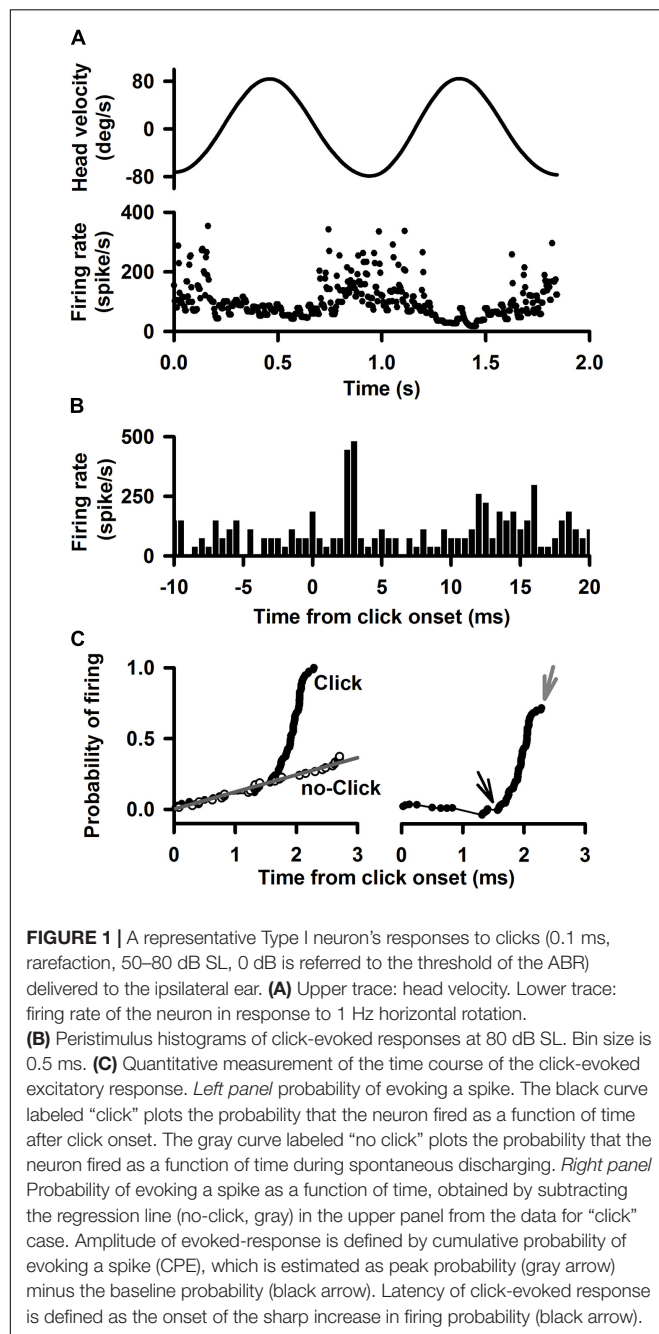 A
Head velocity
(deg/s)
80
0
-80
Firing rate
(spike/s)
400
200
0
0.0 0.5 1.0 1.5 2.0
Time (s)
B
Firing rate
(spike/s)
500
250
0
-10 -5 0 5 10 15 20
Time from click onset (ms)
C
Probability of firing
1.0
0.5
0.0
Click
no-Click
0 1 2 3 0 1 2 3
Time from click onset (ms)
FIGURE 1 | A representative Type I neuron's responses to clicks (0.1 ms,
rarefaction, 50–80 dB SL, 0 dB is referred to the threshold of the ABR)
delivered to the ipsilateral ear. (A) Upper trace: head velocity. Lower trace:
firing rate of the neuron in response to 1 Hz horizontal rotation.
(B) Peristimulus histograms of click-evoked responses at 80 dB SL. Bin size is
0.5 ms. (C) Quantitative measurement of the time course of the click-evoked
excitatory response. Left panel probability of evoking a spike. The black curve
labeled "click" plots the probability that the neuron fired as a function of time
after click onset. The gray curve labeled "no click" plots the probability that the
neuron fired as a function of time during spontaneous discharging. Right panel
Probability of evoking a spike as a function of time, obtained by subtracting
the regression line (no-click, gray) in the upper panel from the data for "click"
case. Amplitude of evoked-response is defined by cumulative probability of
evoking a spike (CPE), which is estimated as peak probability (gray arrow)
minus the baseline probability (black arrow). Latency of click-evoked response
is defined as the onset of the sharp increase in firing probability (black arrow).